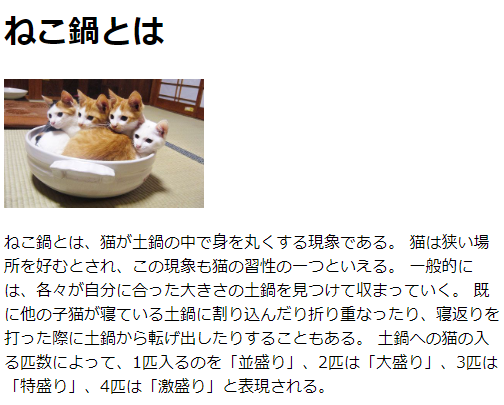 ねこ鍋とは
ねこ鍋とは、猫が土鍋の中で身を丸くする現象である。 猫は狭い場
所を好むとされ、この現象も猫の習性の一つといえる。 一般的に
は、各々が自分に合った大きさの土鍋を見つけて収まっていく。 既
に他の子猫が寝ている土鍋に割り込んだり折り重なったり、寝返りを
打った際に土鍋から転げ出したりすることもある。 土鍋への猫の入
る匹数によって、1匹入るのを「並盛り」、2匹は「大盛り」、3匹は
「特盛り」、4匹は「激盛り」と表現される。